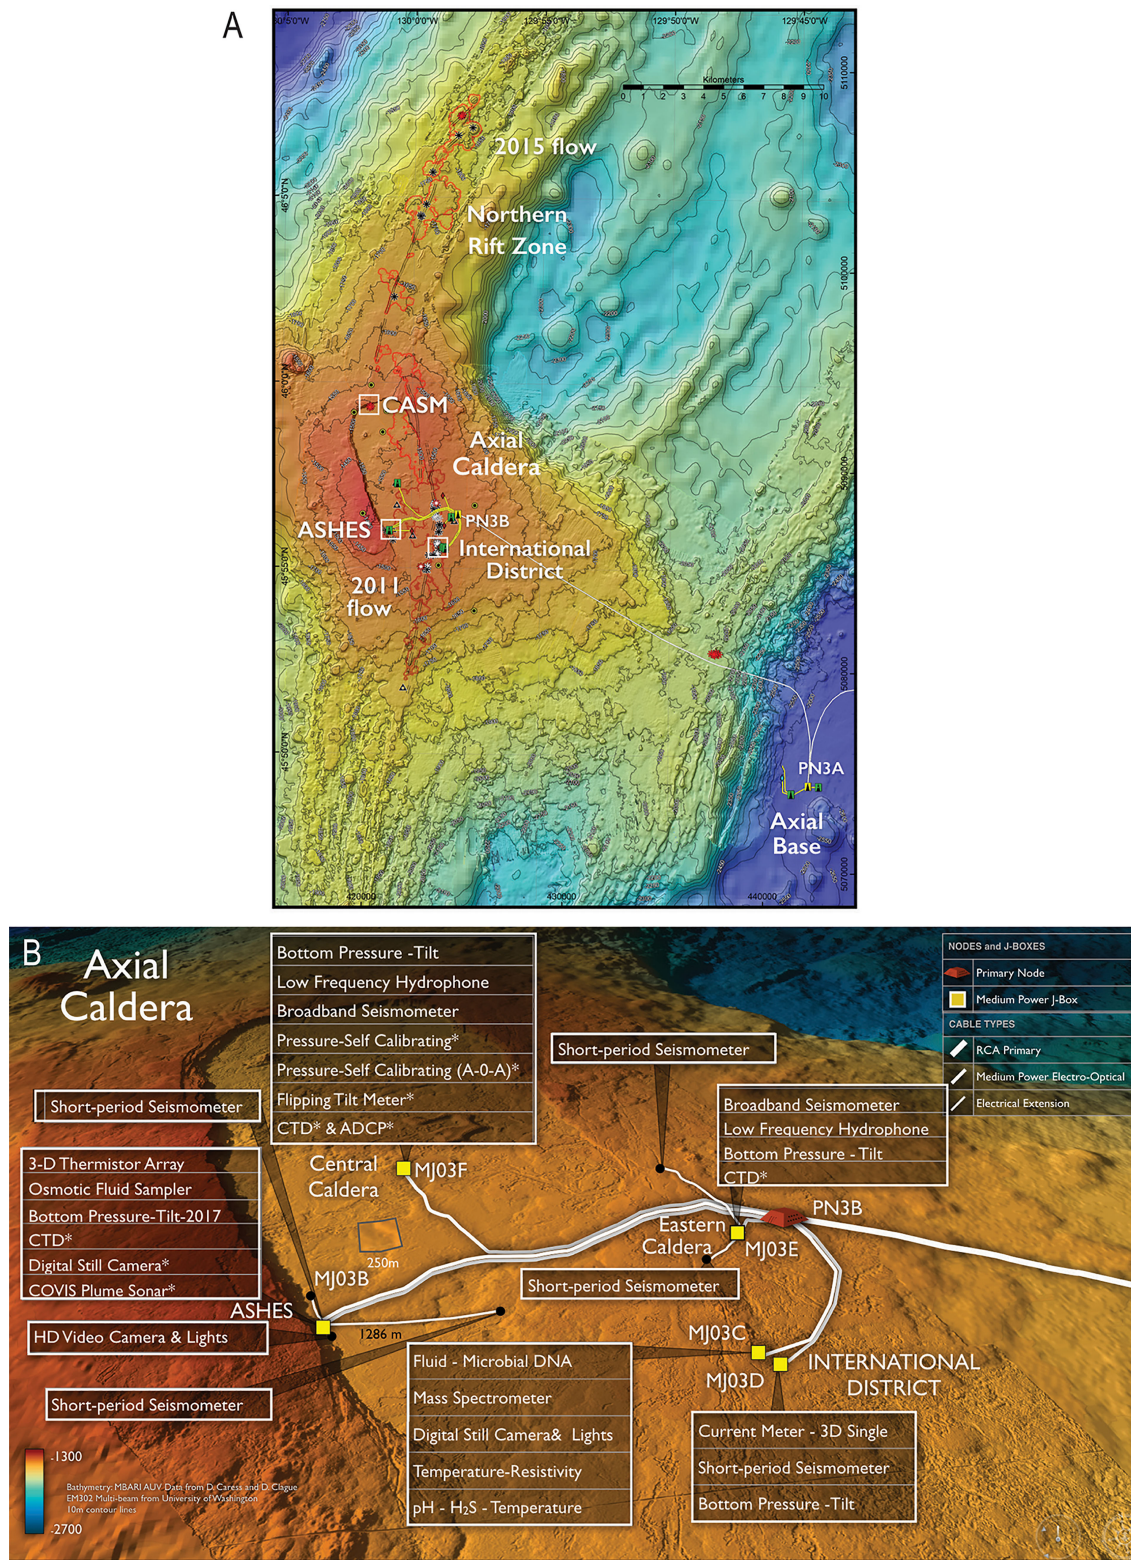 A
130°0'0"W
129°55'0"W
129°50'0"W
129°45'0"W
Kilometers
0 1 2 3 4 5 6 7 8 9 10
5110000
2015 flow
46°5'0"N
Northern
Rift Zone
5100000
46°0'0"N
CASM
Axial
Caldera
5090000
PN3B
ASHES
International
District
45°55'0"N
2011
flow
5080000
45°50'0"N
PN3A
Axial
Base
5070000
420000
430000
440000
B
Axial
Caldera
Bottom Pressure -Tilt
Low Frequency Hydrophone
Broadband Seismometer
Pressure-Self Calibrating*
Pressure-Self Calibrating (A-0-A)*
Flipping Tilt Meter*
CTD* & ADCP*
NODES and J-BOXES
Primary Node
Medium Power J-Box
CABLE TYPES
RCA Primary
Medium Power Electro-Optical
Electrical Extension
Short-period Seismometer
Short-period Seismometer
Broadband Seismometer
Low Frequency Hydrophone
Bottom Pressure - Tilt
CTD*
3-D Thermistor Array
Osmotic Fluid Sampler
Bottom Pressure-Tilt-2017
CTD*
Digital Still Camera*
COVIS Plume Sonar*
Central
Caldera
MJ03F
PN3B
Eastern
Caldera
MJ03E
250m
MJ03B
Short-period Seismometer
ASHES
HD Video Camera & Lights
1286 m
MJ03C
MJ03D
INTERNATIONAL
DISTRICT
Fluid - Microbial DNA
Mass Spectrometer
Digital Still Camera& Lights
Temperature-Resistivity
pH - H2S - Temperature
Short-period Seismometer
Current Meter - 3D Single
Short-period Seismometer
Bottom Pressure -Tilt
-1300
-2700
Bathymetry: MBARI AUV Data from D. Caress and D. Clague
EM302 Multi-beam from University of Washington
10m contour lines